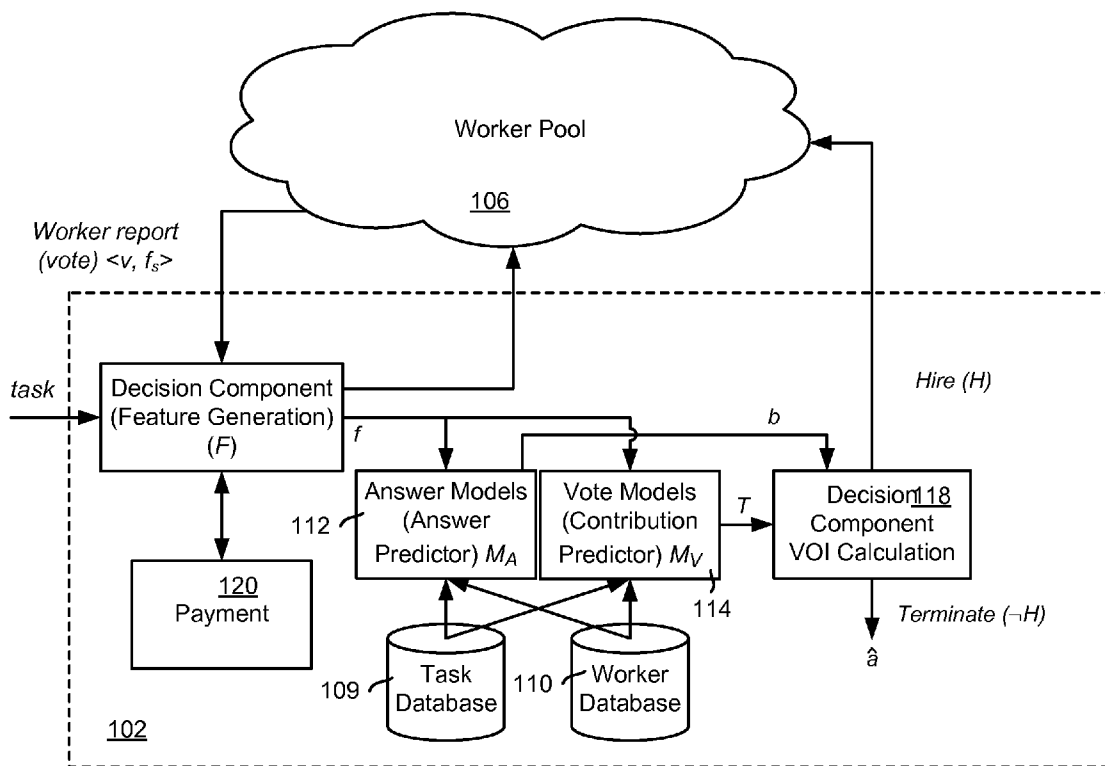 Worker Pool
106
Worker report
(vote) <v, fs>
task
Decision Component
(Feature Generation)
(F)
f
b
Hire (H)
Answer Models
(Answer
Predictor) MA
112
Vote Models
(Contribution
Predictor) MV
114
T
Decision 118
Component
VOI Calculation
120
Payment
Terminate (¬H)
â
Task
Database
109
Worker
Database
110
102